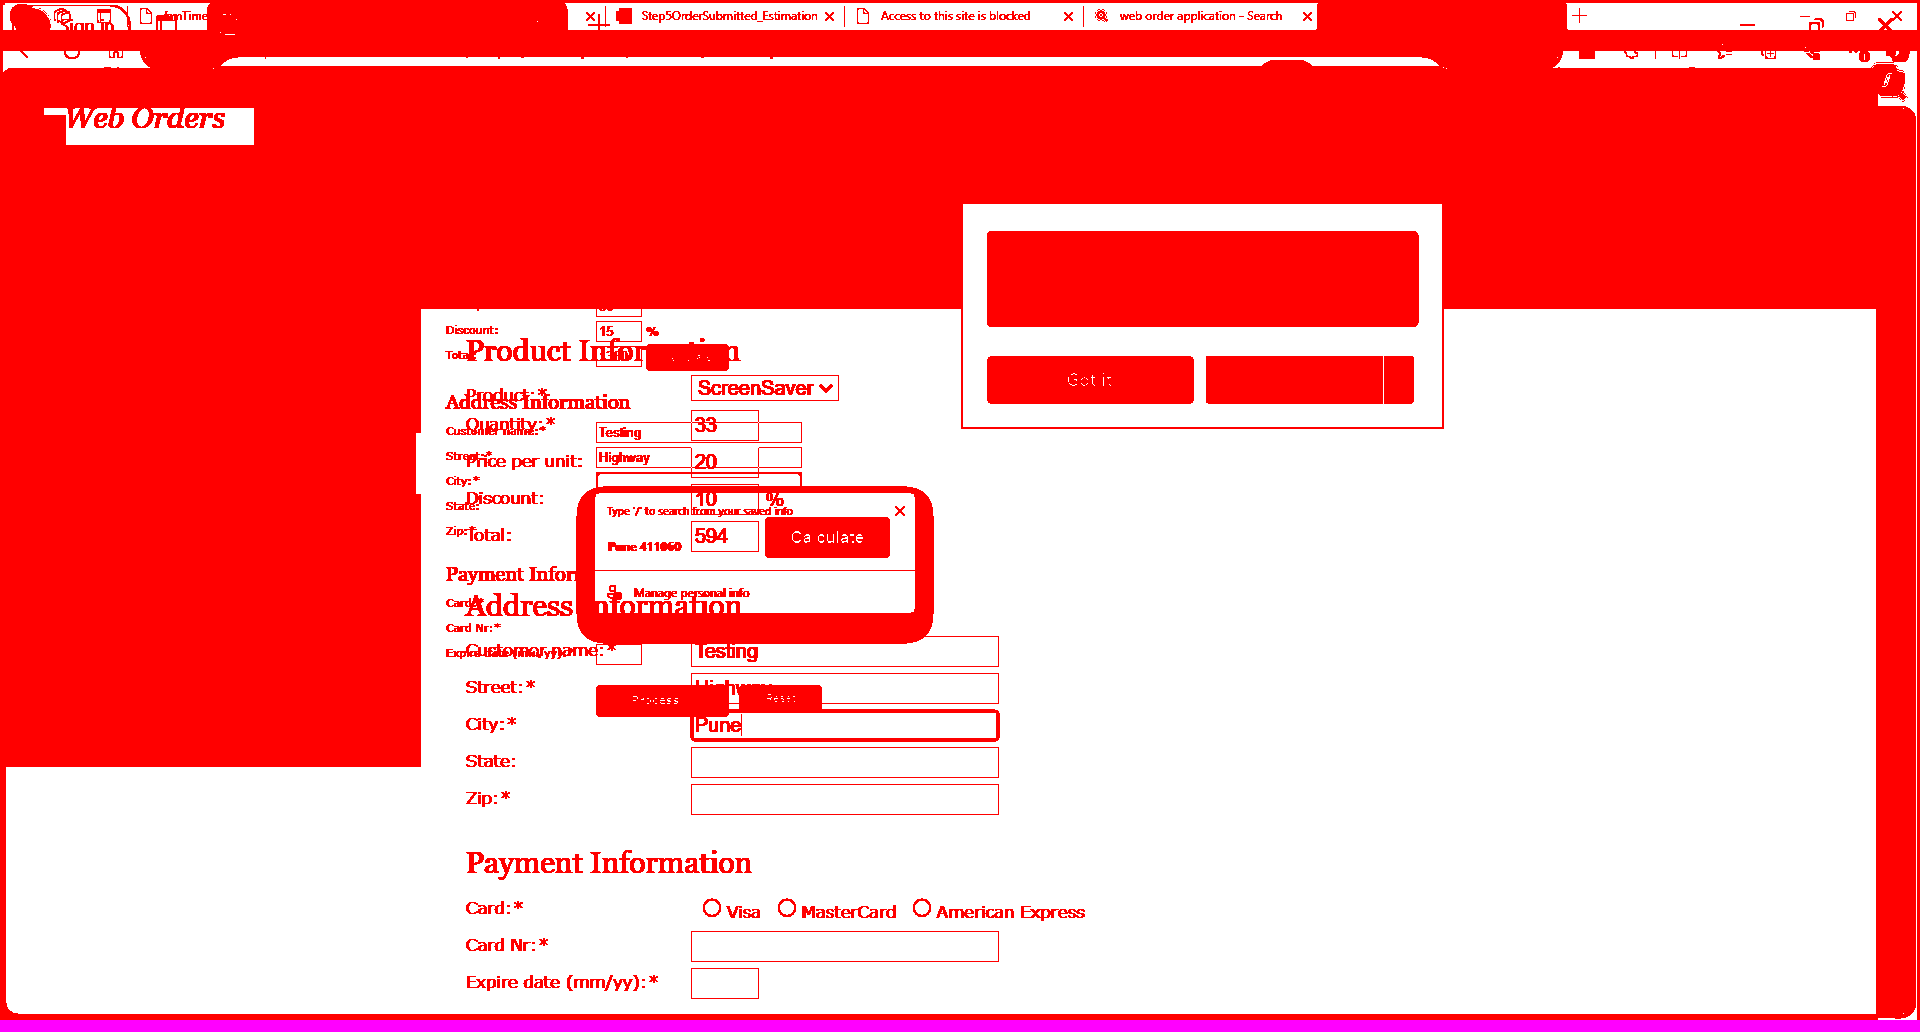 Sign in
Step5OrderSubmitted_Estimation
Access to this site is blocked
web order application - Search
Web Orders
Got it
Discount:
15
%
Product Information
Product:*
ScreenSaver
Address Information
Quantity:*
33
Customer name:*
Testing
Street:*
Highway
Price per unit:
20
City:*
Discount:
10
%
State:
Type '/' to search from your saved info
Zip:*
Total:
594
Calculate
Pune 411060
Payment Infor
Manage personal info
Card:*
Address Information
Card Nr:*
Customer name:*
Testing
Expire date (mm/yy):*
Street:*
Highway
Process
Reset
City:*
Pune
State:
Zip:*
Payment Information
Card:*
Visa
MasterCard
American Express
Card Nr:*
Expire date (mm/yy):*